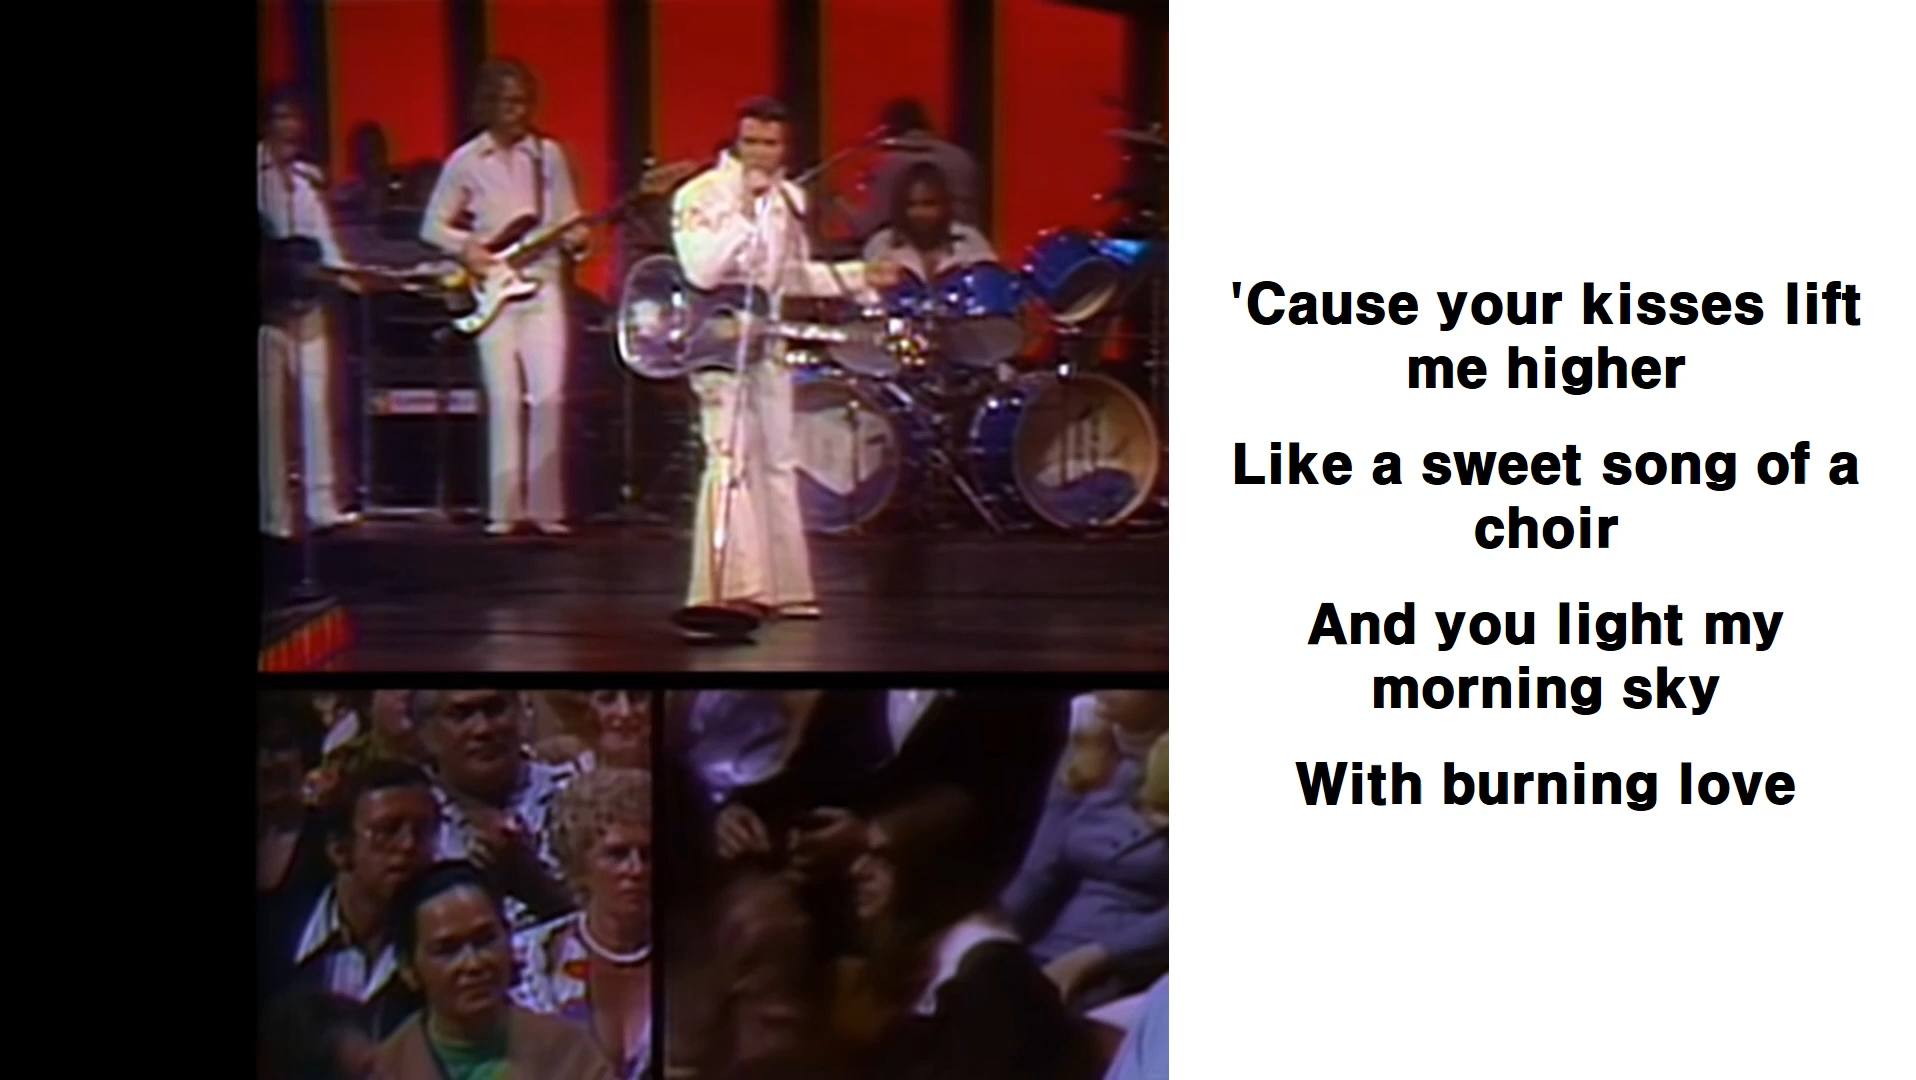 'Cause your kisses lift
me higher
Like a sweet song of a
choir
And you light my
morning sky
With burning love